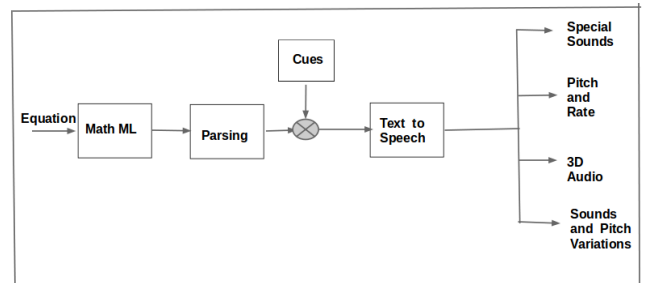 Equation
Math ML
Parsing
Cues
Text to
Speech
Special
Sounds
Pitch
and
Rate
3D
Audio
Sounds
and Pitch
Variations